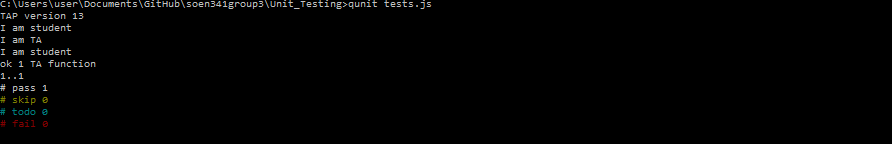 C:\Users\user\Documents\GitHub\soen341group3\Unit_Testing>qunit tests.js
TAP version 13
I am student
I am TA
I am student
ok 1 TA function
1..1
# pass 1
# skip 0
# todo 0
# fail 0